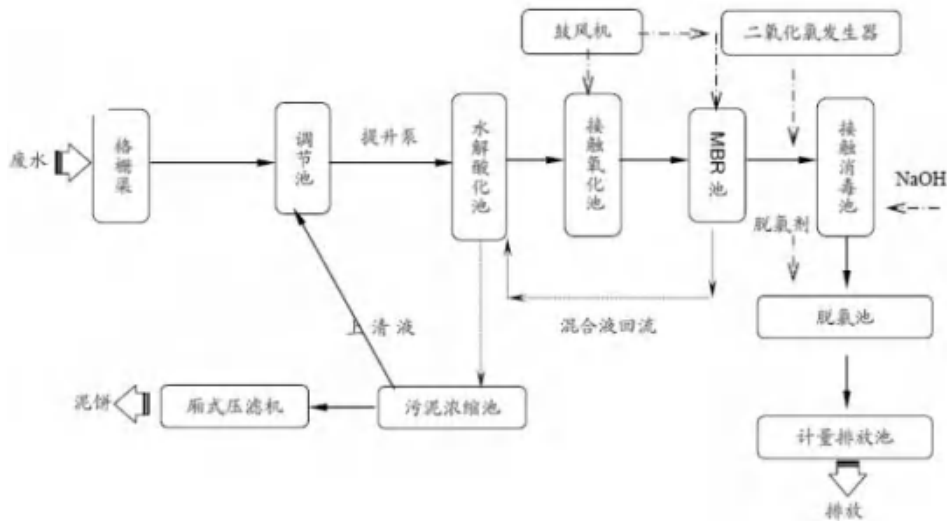 鼓风机
二氧化氯发生器
废水
格栅渠
调节池
提升泵
水解酸化池
接触氧化池
MBR池
接触消毒池
NaOH
脱氯剂
脱氯池
上清液
混合液回流
泥饼
厢式压滤机
污泥浓缩池
计量排放池
排放